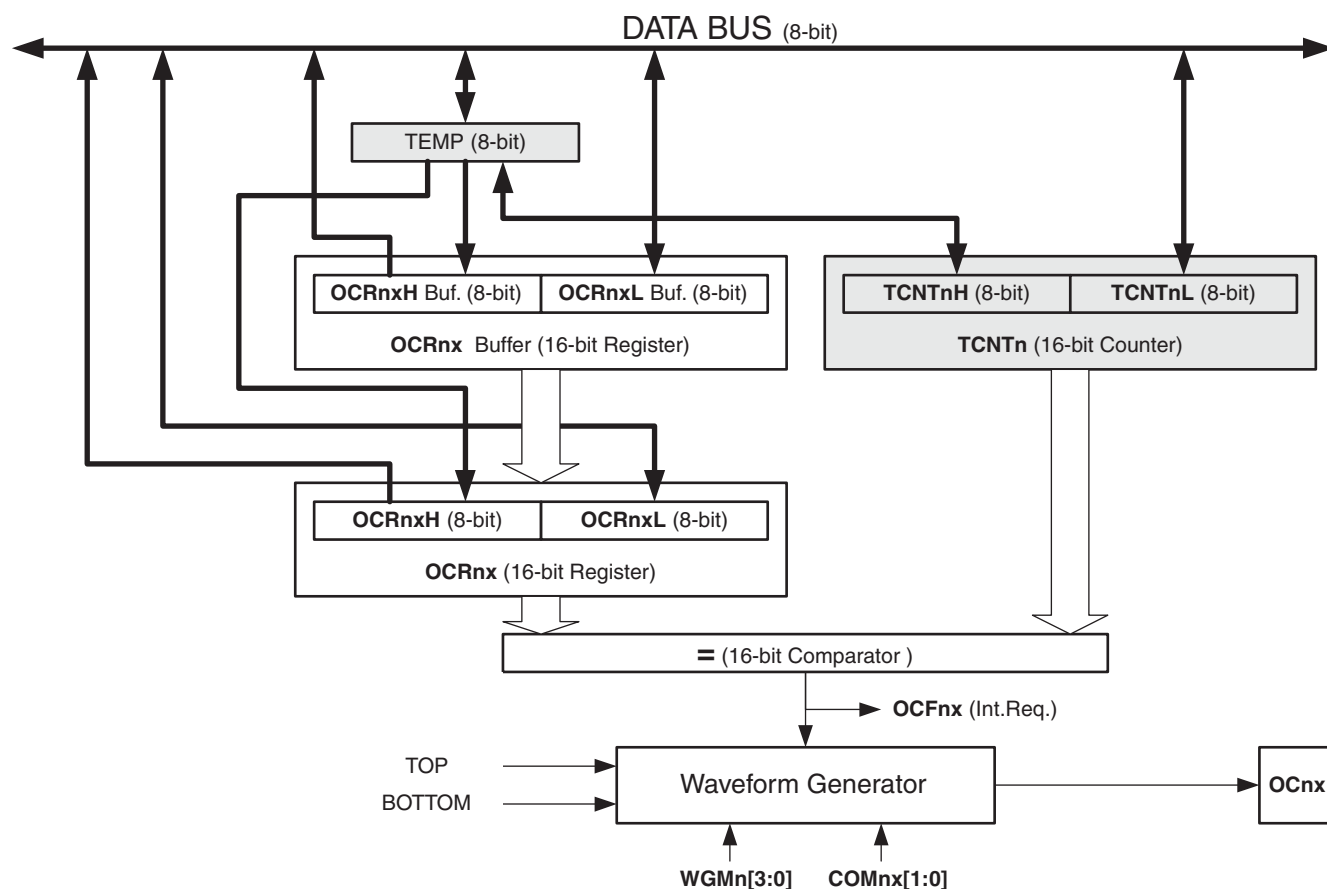 DATA BUS (8-bit)
TEMP (8-bit)
OCRnxH Buf. (8-bit)
OCRnxL Buf. (8-bit)
TCNTnH (8-bit)
TCNTnL (8-bit)
OCRnx Buffer (16-bit Register)
TCNTn (16-bit Counter)
OCRnxH (8-bit)
OCRnxL (8-bit)
OCRnx (16-bit Register)
= (16-bit Comparator )
OCFnx (Int.Req.)
TOP
BOTTOM
Waveform Generator
OCnx
WGMn[3:0]
COMnx[1:0]